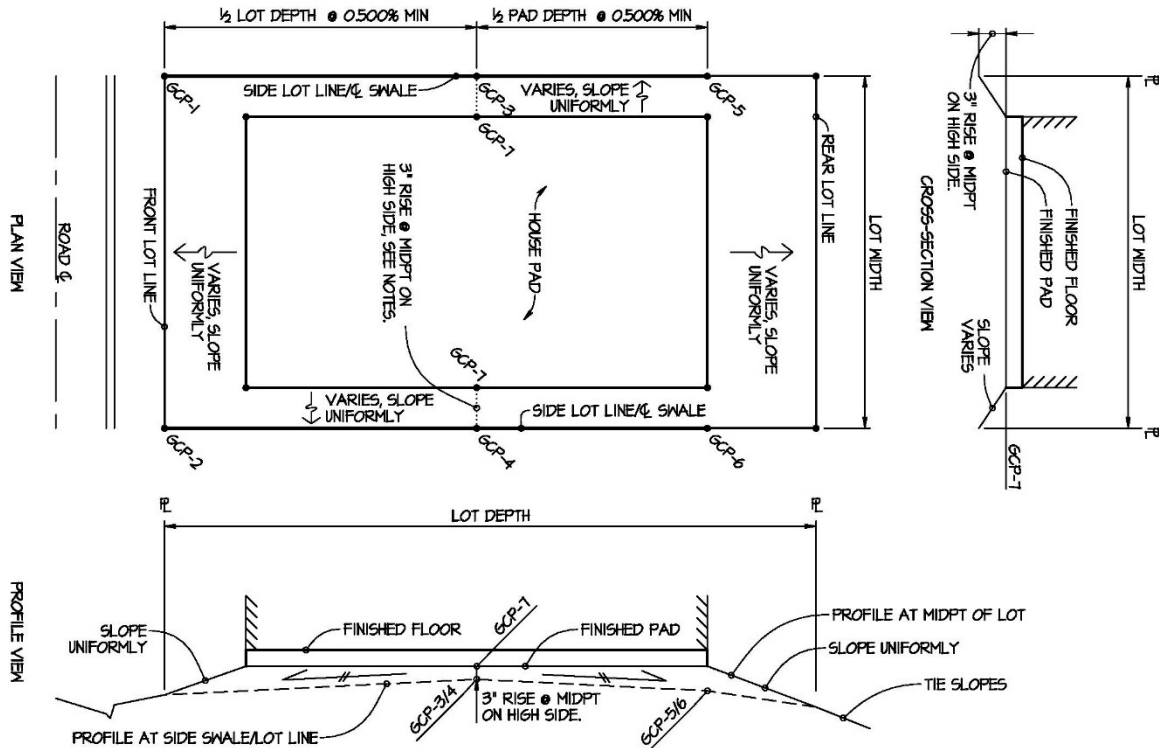 ½ LOT DEPTH @ 0.500% MIN
½ PAD DEPTH @ 0.500% MIN
GCP-1
SIDE LOT LINE/℄ SWALE
GCP-3
VARIES, SLOPE
UNIFORMLY
GCP-5
GCP-7
3" RISE @ MIDPT ON
HIGH SIDE, SEE NOTES.
HOUSE PAD
REAR LOT LINE
LOT WIDTH
FRONT LOT LINE
ROAD ℄
PLAN VIEW
VARIES, SLOPE
UNIFORMLY
VARIES, SLOPE
UNIFORMLY
GCP-7
VARIES, SLOPE
UNIFORMLY
SIDE LOT LINE/℄ SWALE
GCP-2
GCP-4
GCP-6
PL
3" RISE @ MIDPT
ON HIGH SIDE.
CROSS-SECTION VIEW
FINISHED PAD
FINISHED FLOOR
LOT WIDTH
SLOPE
VARIES
GCP-7
PL
PL
LOT DEPTH
PL
PROFILE VIEW
SLOPE
UNIFORMLY
FINISHED FLOOR
GCP-7
FINISHED PAD
PROFILE AT MIDPT OF LOT
SLOPE UNIFORMLY
TIE SLOPES
GCP-3/4
3" RISE @ MIDPT
ON HIGH SIDE.
GCP-5/6
PROFILE AT SIDE SWALE/LOT LINE